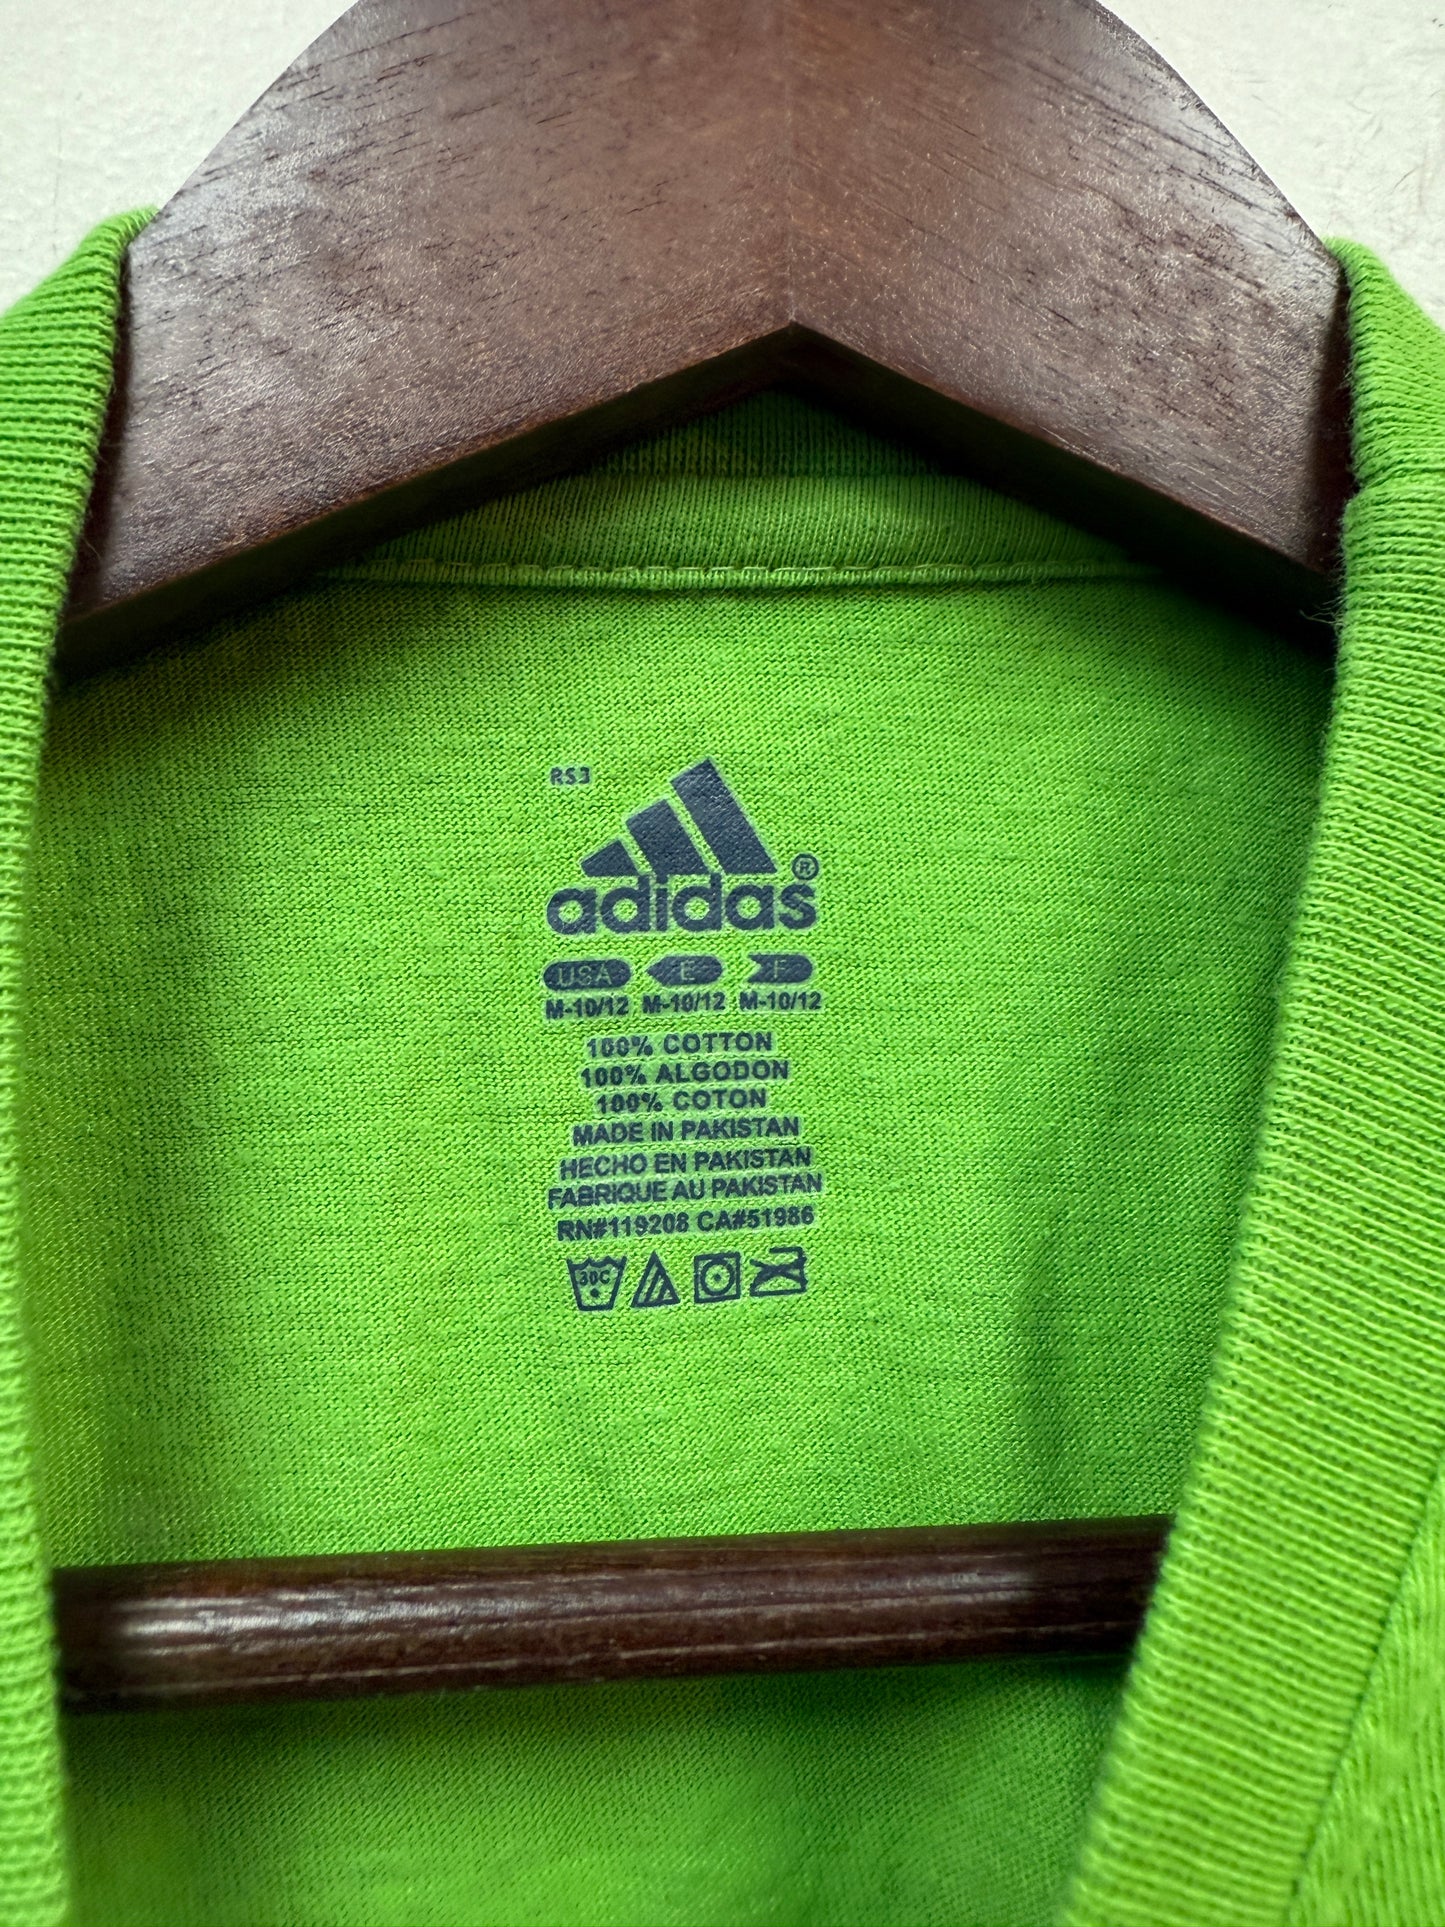 RS3
adidas®
USA E F
M-10/12 M-10/12 M-10/12
100% COTTON
100% ALGODON
100% COTON
MADE IN PAKISTAN
HECHO EN PAKISTAN
FABRIQUE AU PAKISTAN
RN#119208 CA#51986
30C